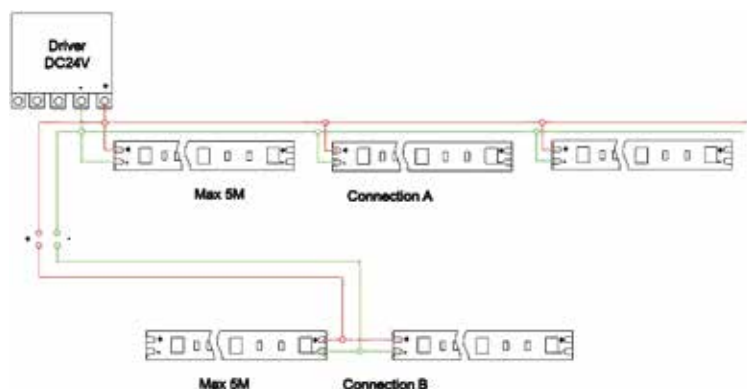 Driver
DC24V
- +
Max 5M
Connection A
+ -
Max 5M
Connection B